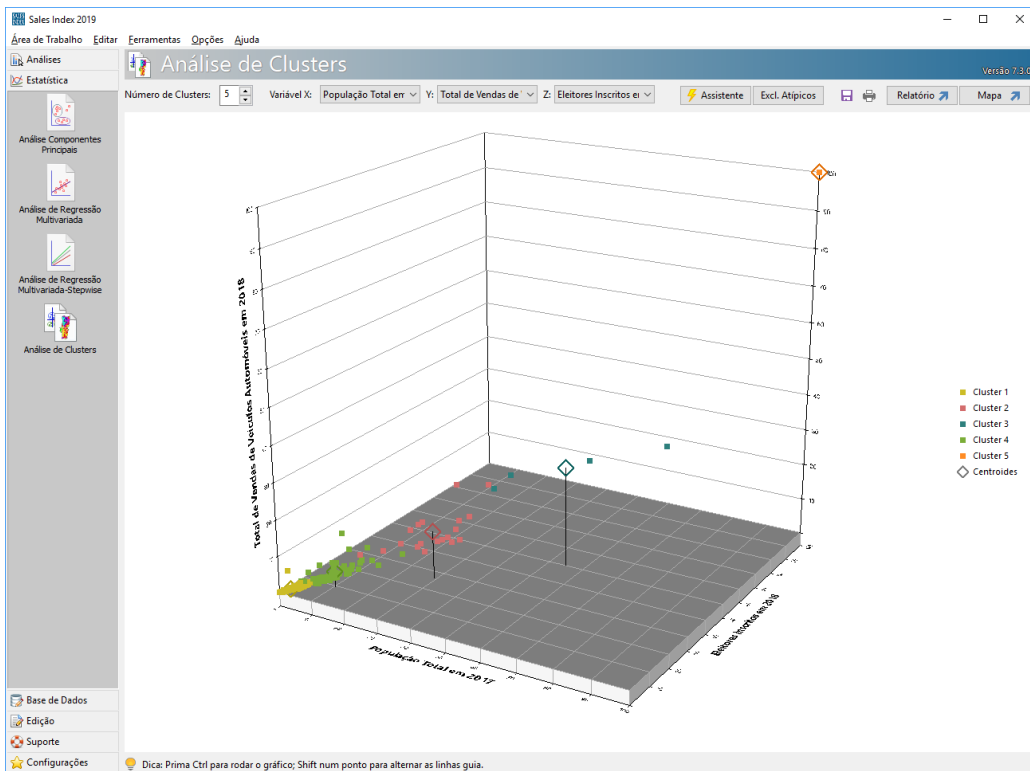 Sales Index 2019
Área de Trabalho Editar Ferramentas Opções Ajuda
Análises
Estatística
Análise Componentes
Principais
Análise de Regressão
Multivariada
Análise de Regressão
Multivariada-Stepwise
Análise de Clusters
Base de Dados
Edição
Suporte
Configurações
Análise de Clusters
Versão 7.3.0
Número de Clusters: 5 Variável X: População Total em Y: Total de Vendas de Z: Eleitores Inscritos e Assistente Excl. Atípicos Relatório Mapa
Total de Vendas de Veículos Automóveis em 2018
População Total em 2017
Eleitores Inscritos em 2018
Cluster 1
Cluster 2
Cluster 3
Cluster 4
Cluster 5
Centroides
Dica: Prima Ctrl para rodar o gráfico; Shift num ponto para alternar as linhas guia.